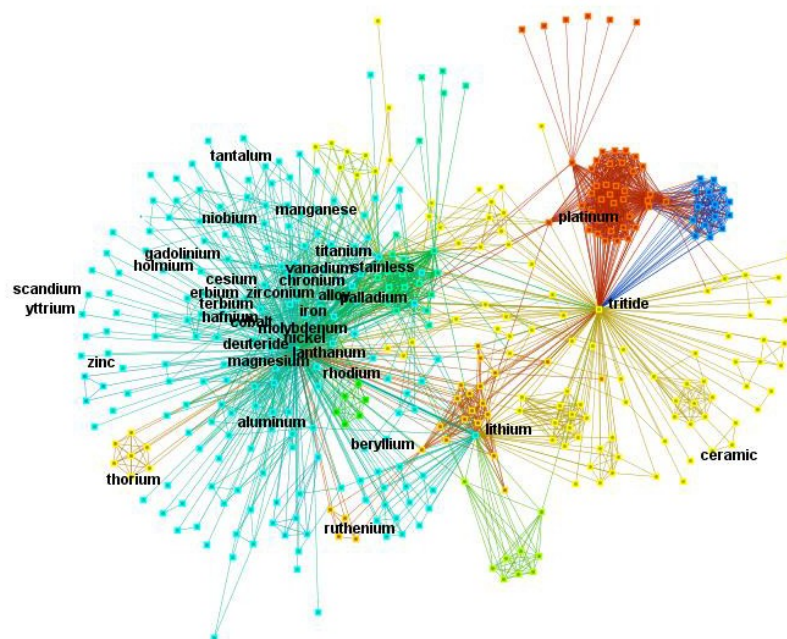 tantalum
niobium
manganese
platinum
titanium
gadolinium
holmium
vanadium
stainless
cesium
chronium
scandium
erbium
zirconium
alloy
palladium
yttrium
terbium
iron
tritide
hafnium
cobalt
molybdenum
nickel
deuteride
lanthanum
zinc
magnesium
rhodium
aluminum
lithium
beryllium
ceramic
thorium
ruthenium